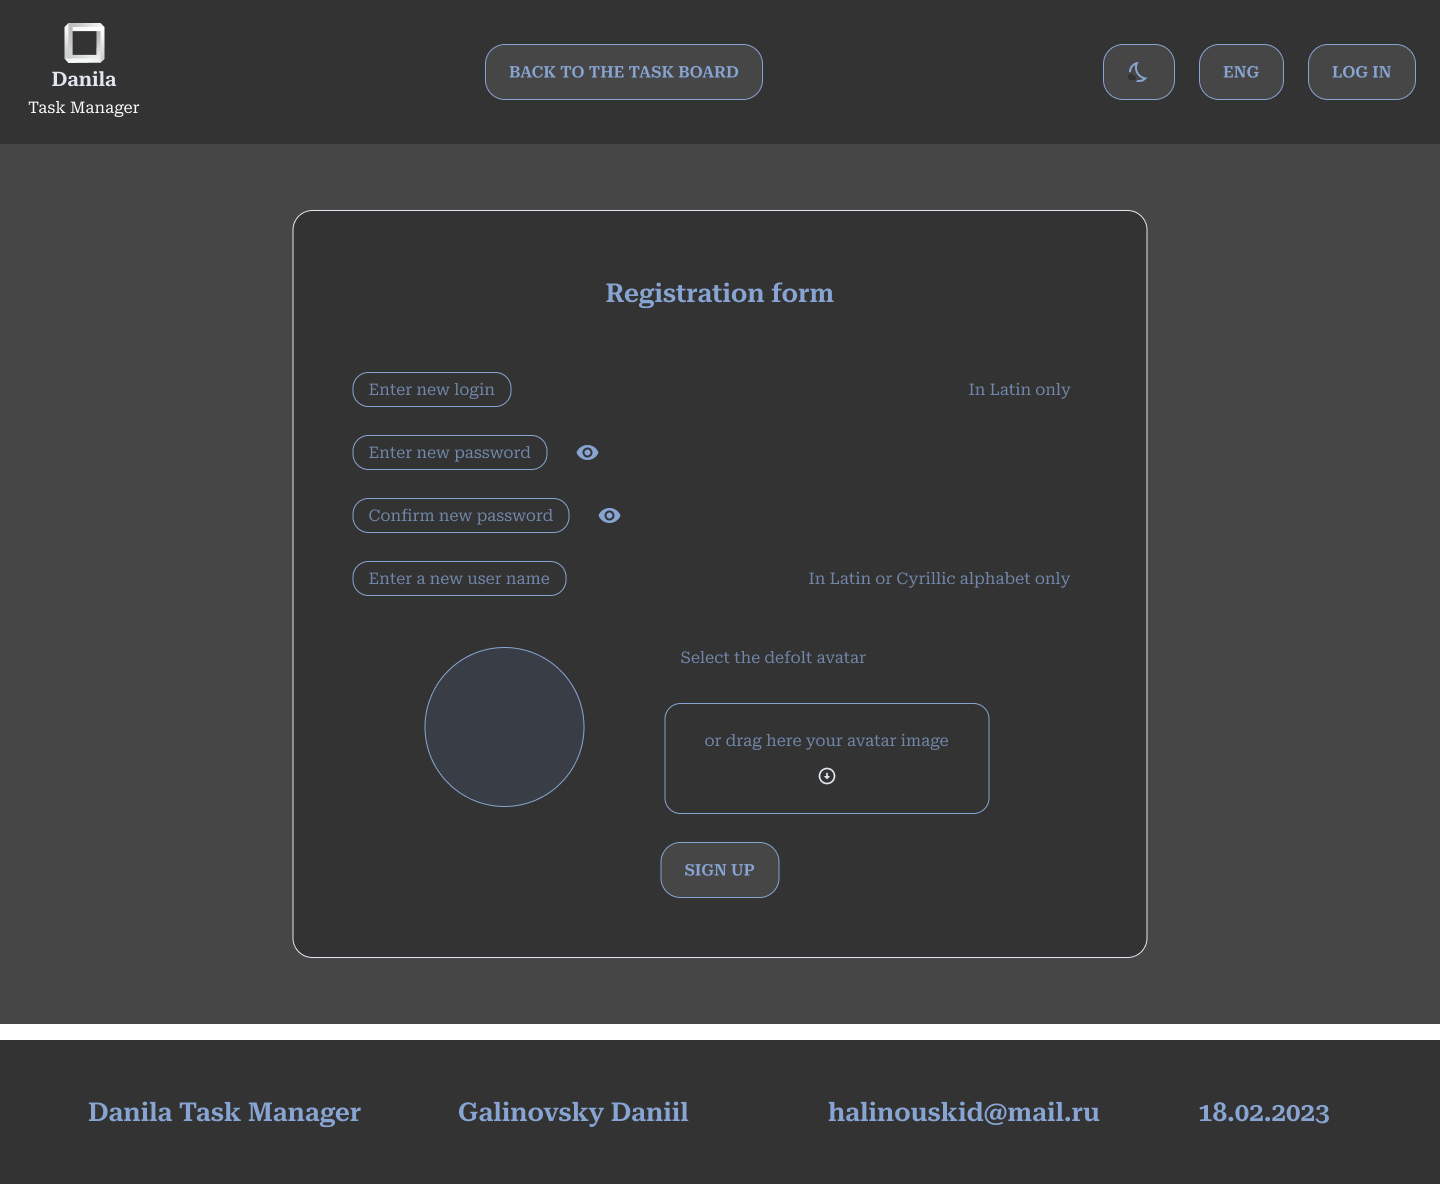 Danila
Task Manager
BACK TO THE TASK BOARD
ENG
LOG IN
Registration form
Enter new login
In Latin only
Enter new password
Confirm new password
Enter a new user name
In Latin or Cyrillic alphabet only
Select the defolt avatar
or drag here your avatar image
SIGN UP
Danila Task Manager
Galinovsky Daniil
halinouskid@mail.ru
18.02.2023